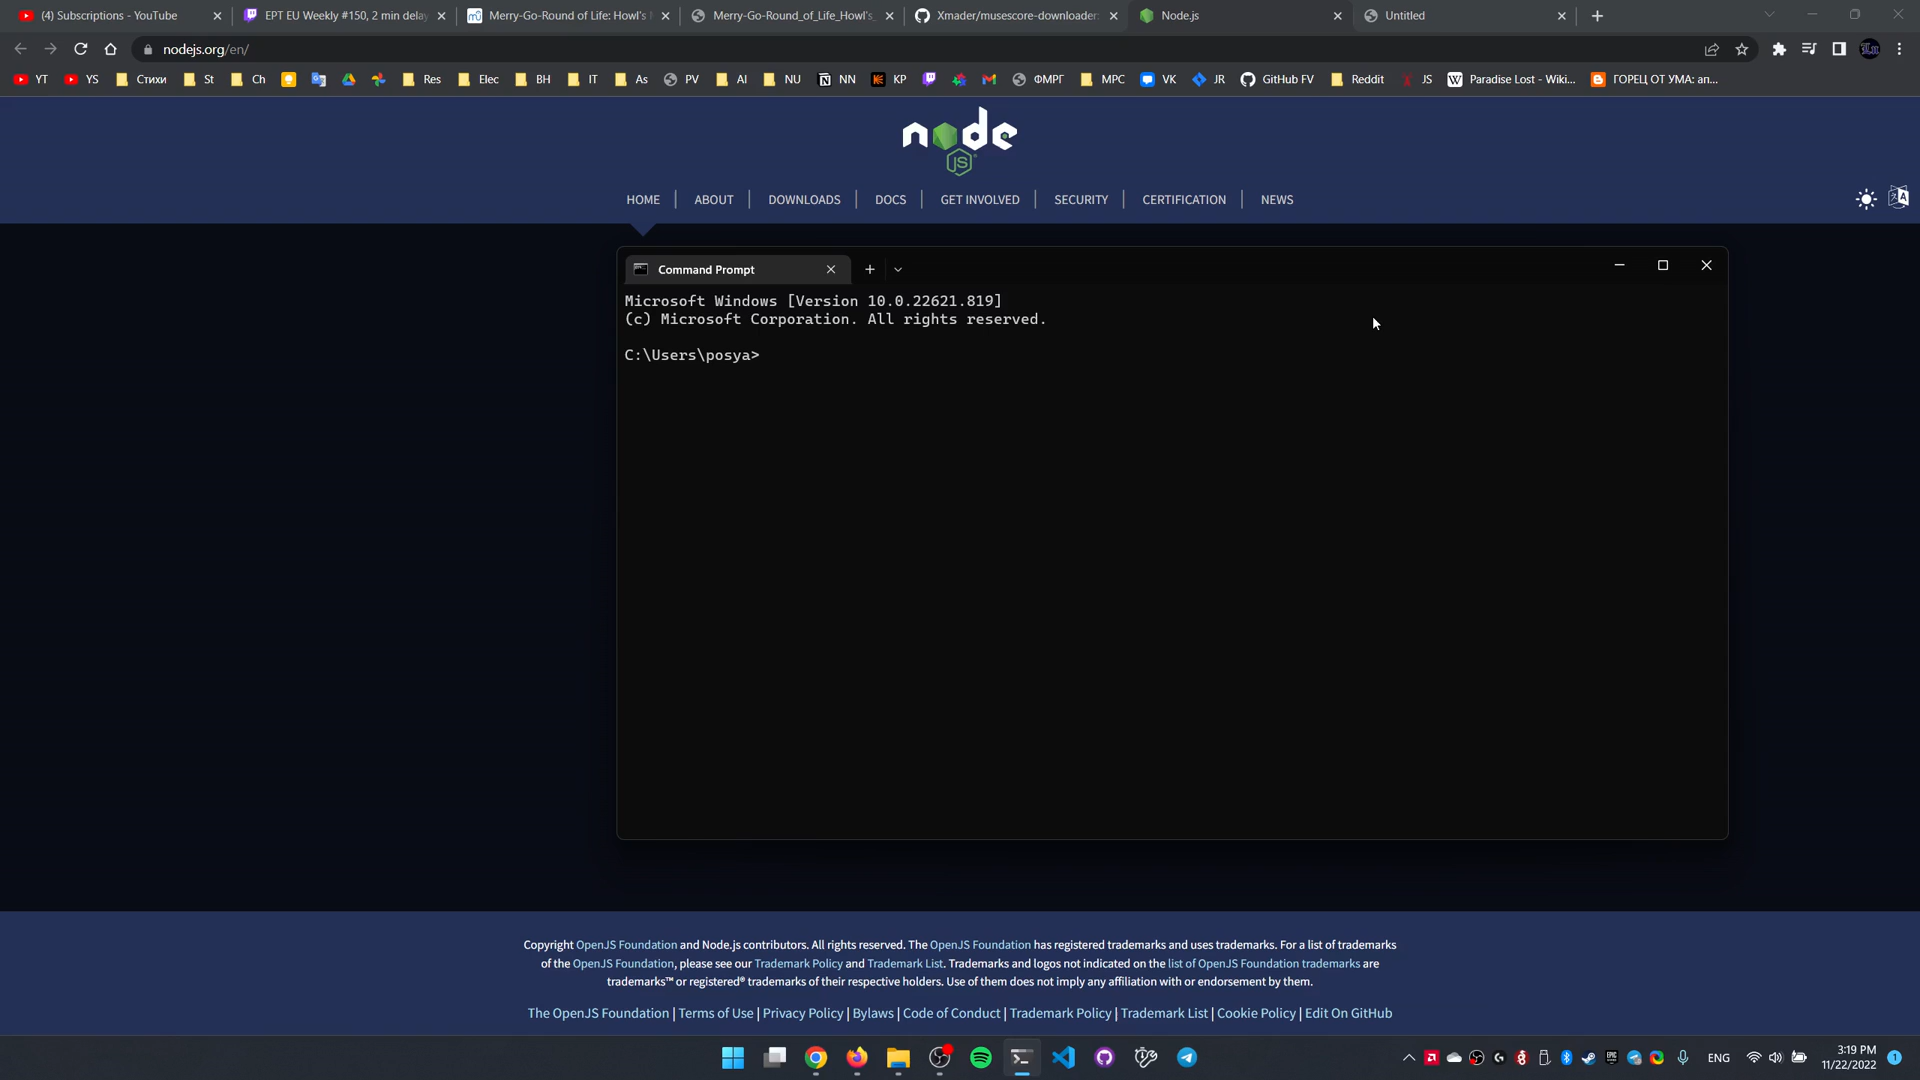 (4) Subscriptions - YouTube
EPT EU Weekly #150, 2 min delay
Merry-Go-Round of Life: Howl's M
Merry-Go-Round_of_Life_Howl's_
Xmader/musescore-downloader:
Node.js
Untitled
nodejs.org/en/
YT
YS
Стихи
St
Ch
Res
Elec
BH
IT
As
PV
AI
NU
NN
KP
ФМРГ
MPC
VK
JR
GitHub FV
Reddit
JS
Paradise Lost - Wiki...
ГОРЕЦ ОТ УМА: ап...
node
JS
HOME
ABOUT
DOWNLOADS
DOCS
GET INVOLVED
SECURITY
CERTIFICATION
NEWS
Command Prompt
Microsoft Windows [Version 10.0.22621.819]
(c) Microsoft Corporation. All rights reserved.
C:\Users\posya>
Copyright OpenJS Foundation and Node.js contributors. All rights reserved. The OpenJS Foundation has registered trademarks and uses trademarks. For a list of trademarks
of the OpenJS Foundation, please see our Trademark Policy and Trademark List. Trademarks and logos not indicated on the list of OpenJS Foundation trademarks are
trademarks™ or registered® trademarks of their respective holders. Use of them does not imply any affiliation with or endorsement by them.
The OpenJS Foundation | Terms of Use | Privacy Policy | Bylaws | Code of Conduct | Trademark Policy | Trademark List | Cookie Policy | Edit On GitHub
ENG
3:19 PM
11/22/2022
1